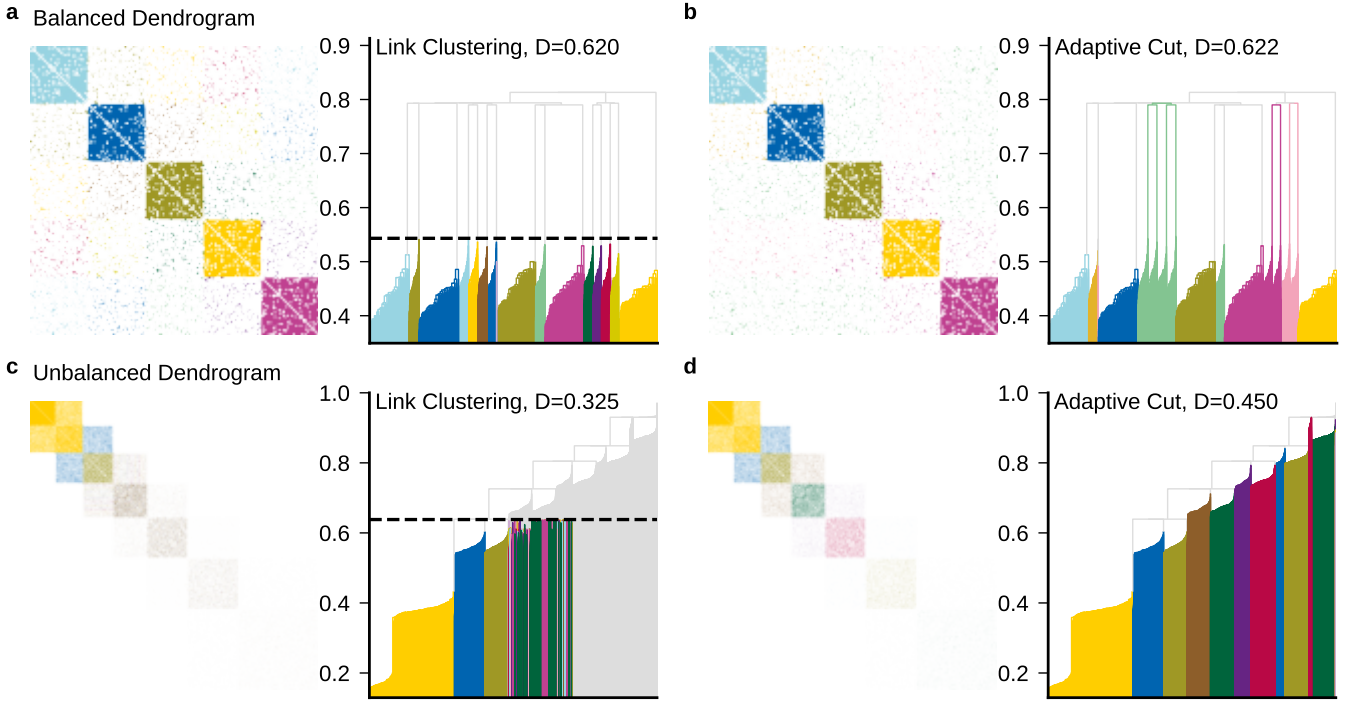 a Balanced Dendrogram
Link Clustering, D=0.620
0.9
0.8
0.7
0.6
0.5
0.4
b
Adaptive Cut, D=0.622
0.9
0.8
0.7
0.6
0.5
0.4
c Unbalanced Dendrogram
Link Clustering, D=0.325
1.0
0.8
0.6
0.4
0.2
d
Adaptive Cut, D=0.450
1.0
0.8
0.6
0.4
0.2